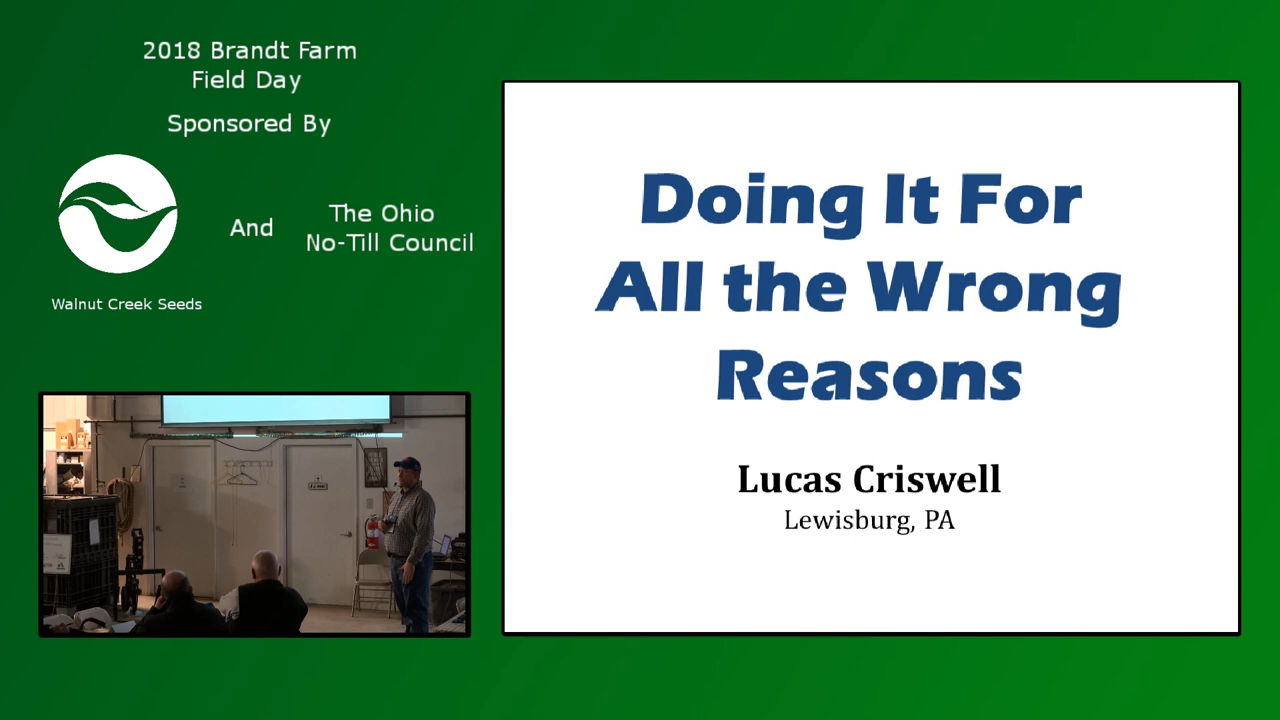 2018 Brandt Farm
Field Day
Sponsored By
And
The Ohio
No-Till Council
Walnut Creek Seeds
Doing It For
All the Wrong
Reasons
Lucas Criswell
Lewisburg, PA